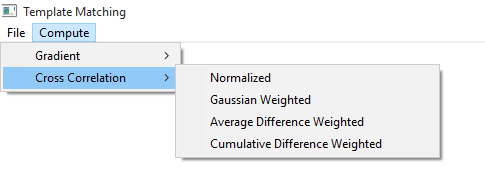 Template Matching
File Compute
Gradient >
Cross Correlation >
Normalized
Gaussian Weighted
Average Difference Weighted
Cumulative Difference Weighted